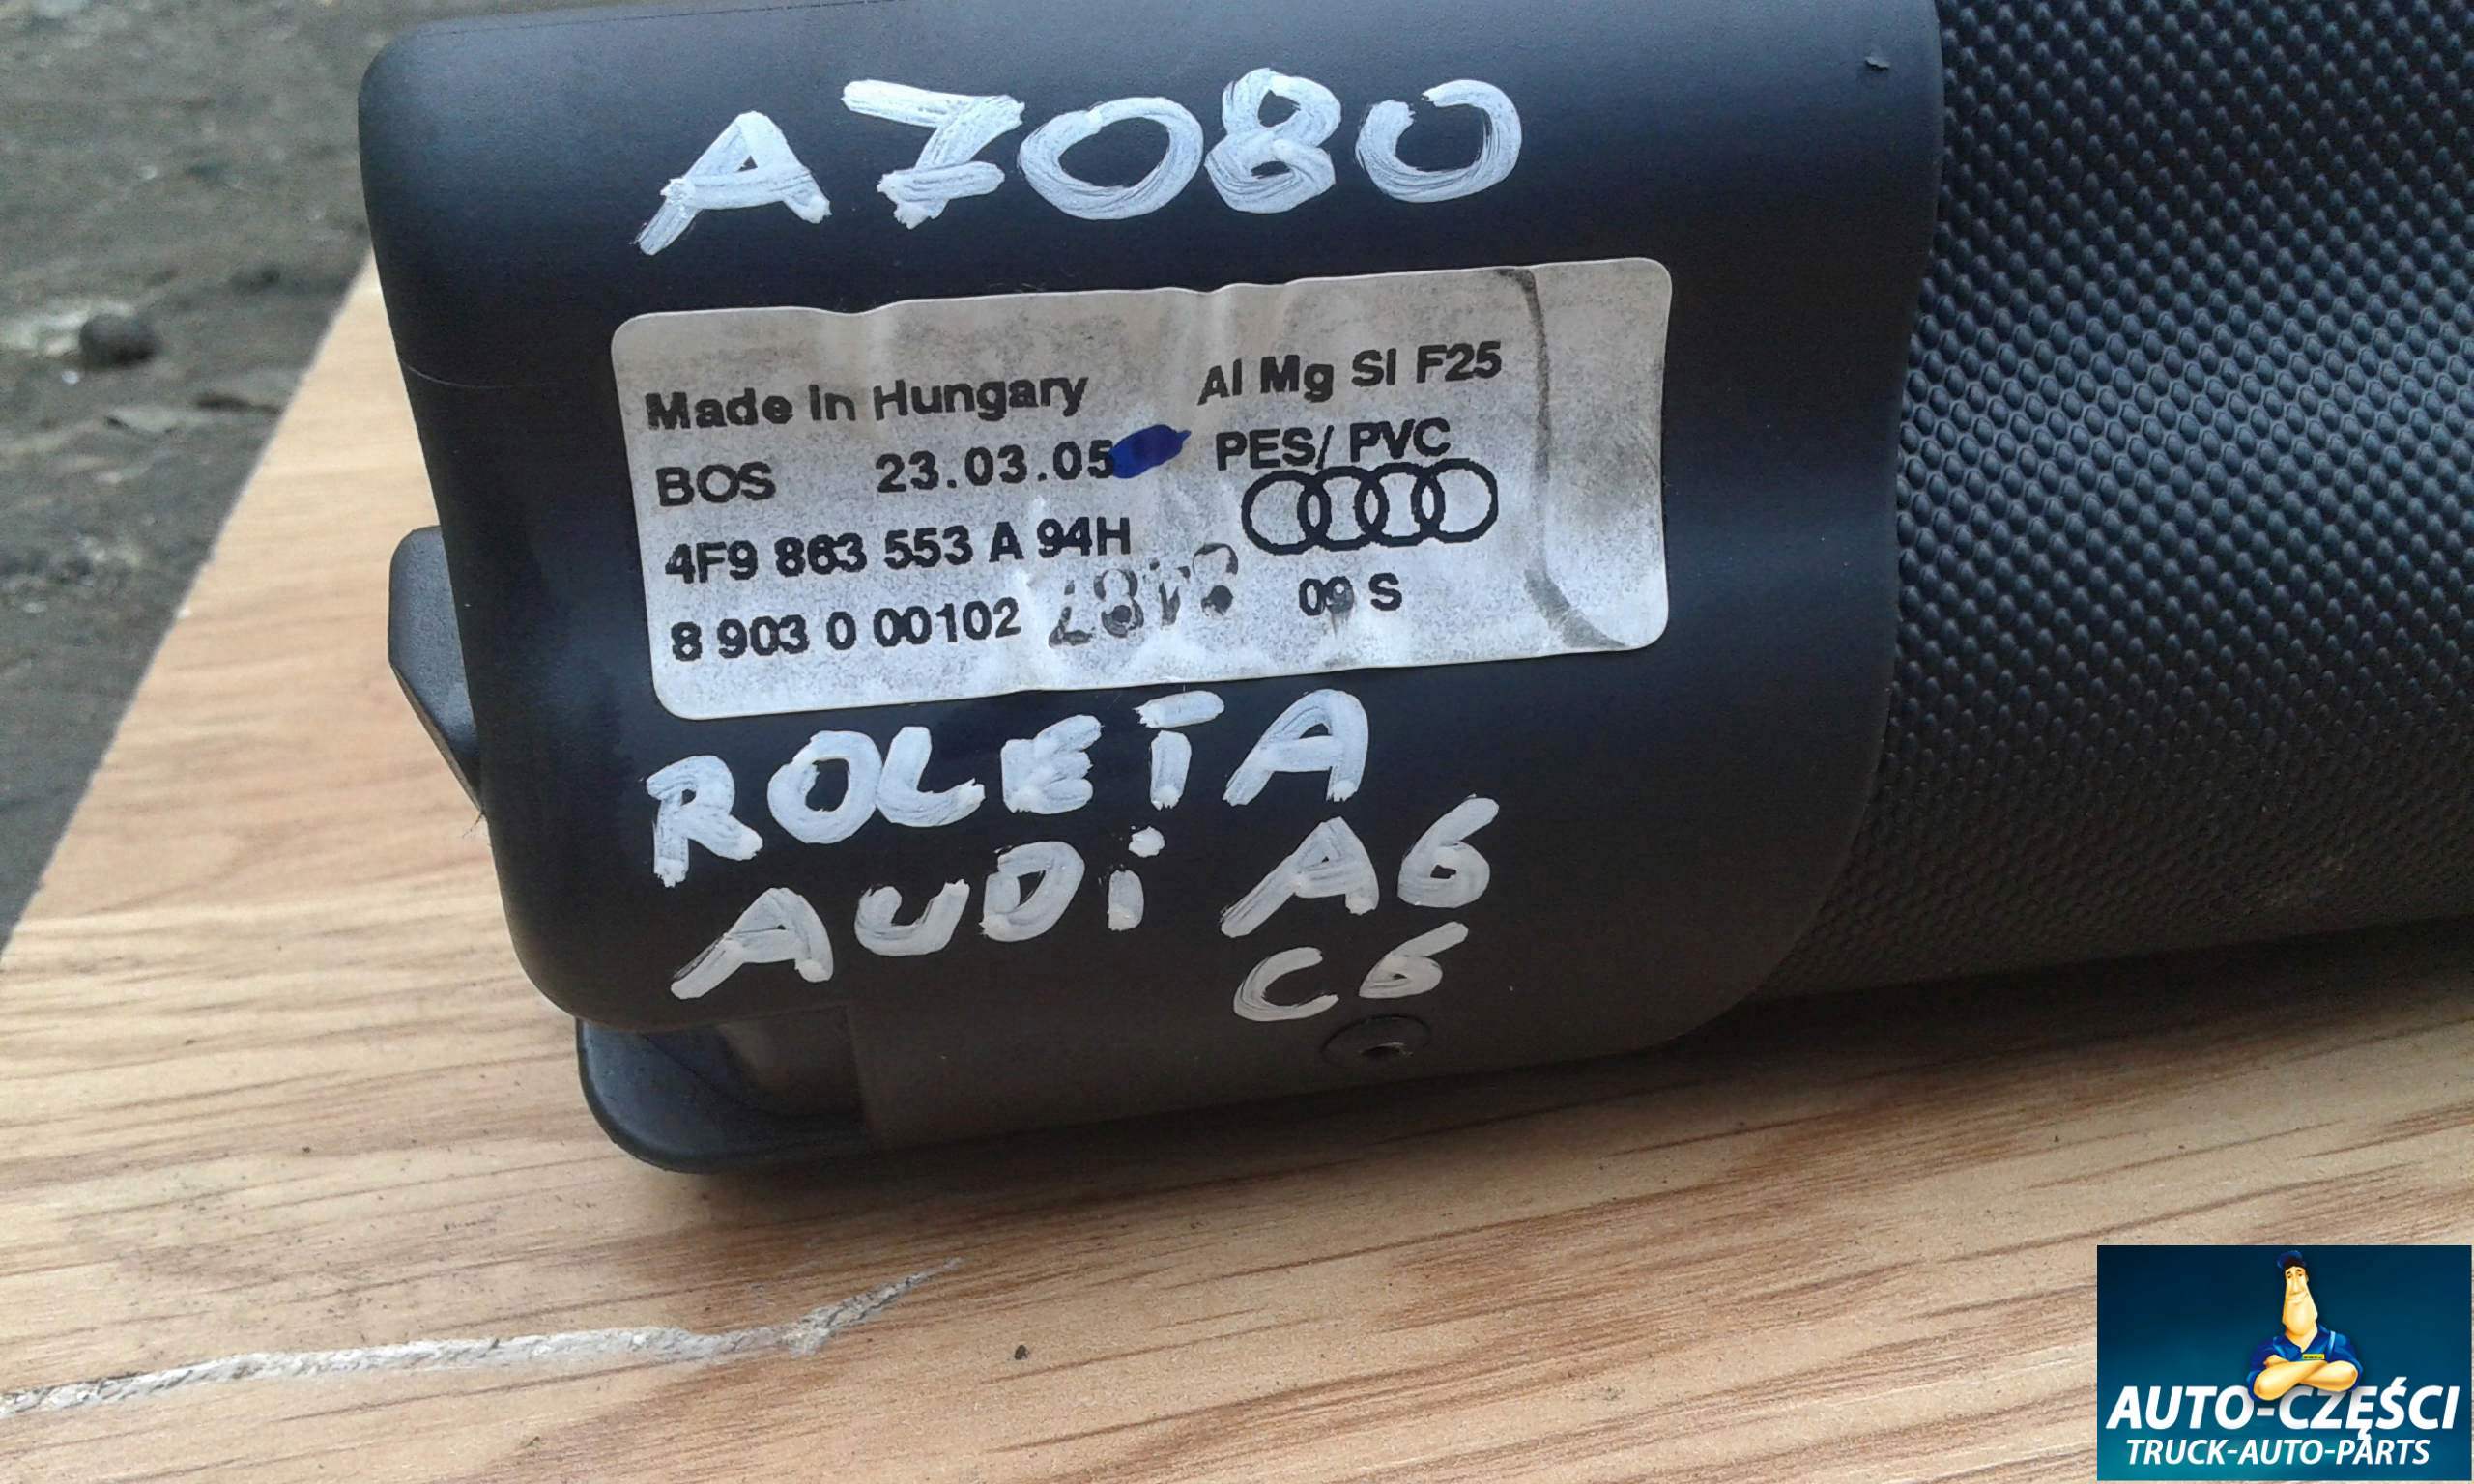 A7080
Made in Hungary Al Mg SI F25
BOS 23.03.05 PES/ PVC
4F9 863 553 A 94H
8 903 0 00102 09 S
ROLETA
AUDi A6
C6
AUTO-CZĘŚCI
TRUCK-AUTO-PARTS